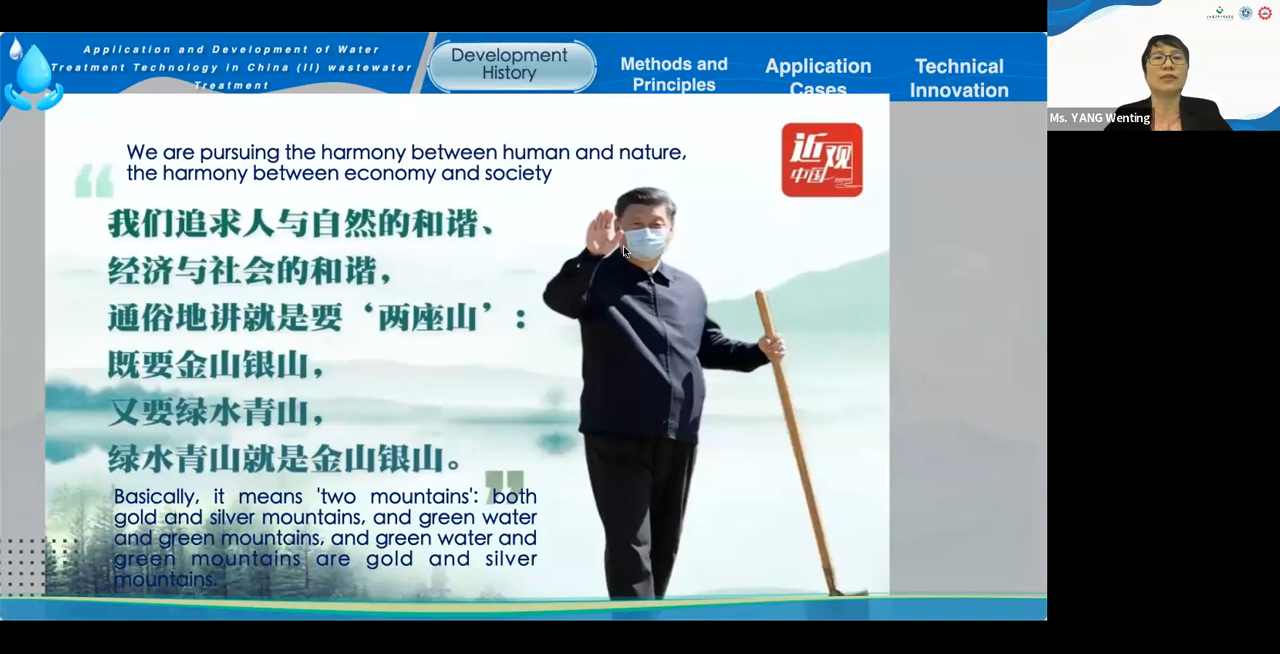 Application and Development of Water
Treatment Technology in China (II) wastewater
Treatment
Development
History
Methods and
Principles
Application
Cases
Technical
Innovation
Ms. YANG Wenting
近观
中国
We are pursuing the harmony between human and nature,
the harmony between economy and society
“
我们追求人与自然的和谐、
经济与社会的和谐，
通俗地讲就是要‘两座山’：
既要金山银山，
又要绿水青山，
绿水青山就是金山银山。
”
Basically, it means 'two mountains': both
gold and silver mountains, and green water
and green mountains, and green water and
green mountains are gold and silver
mountains.